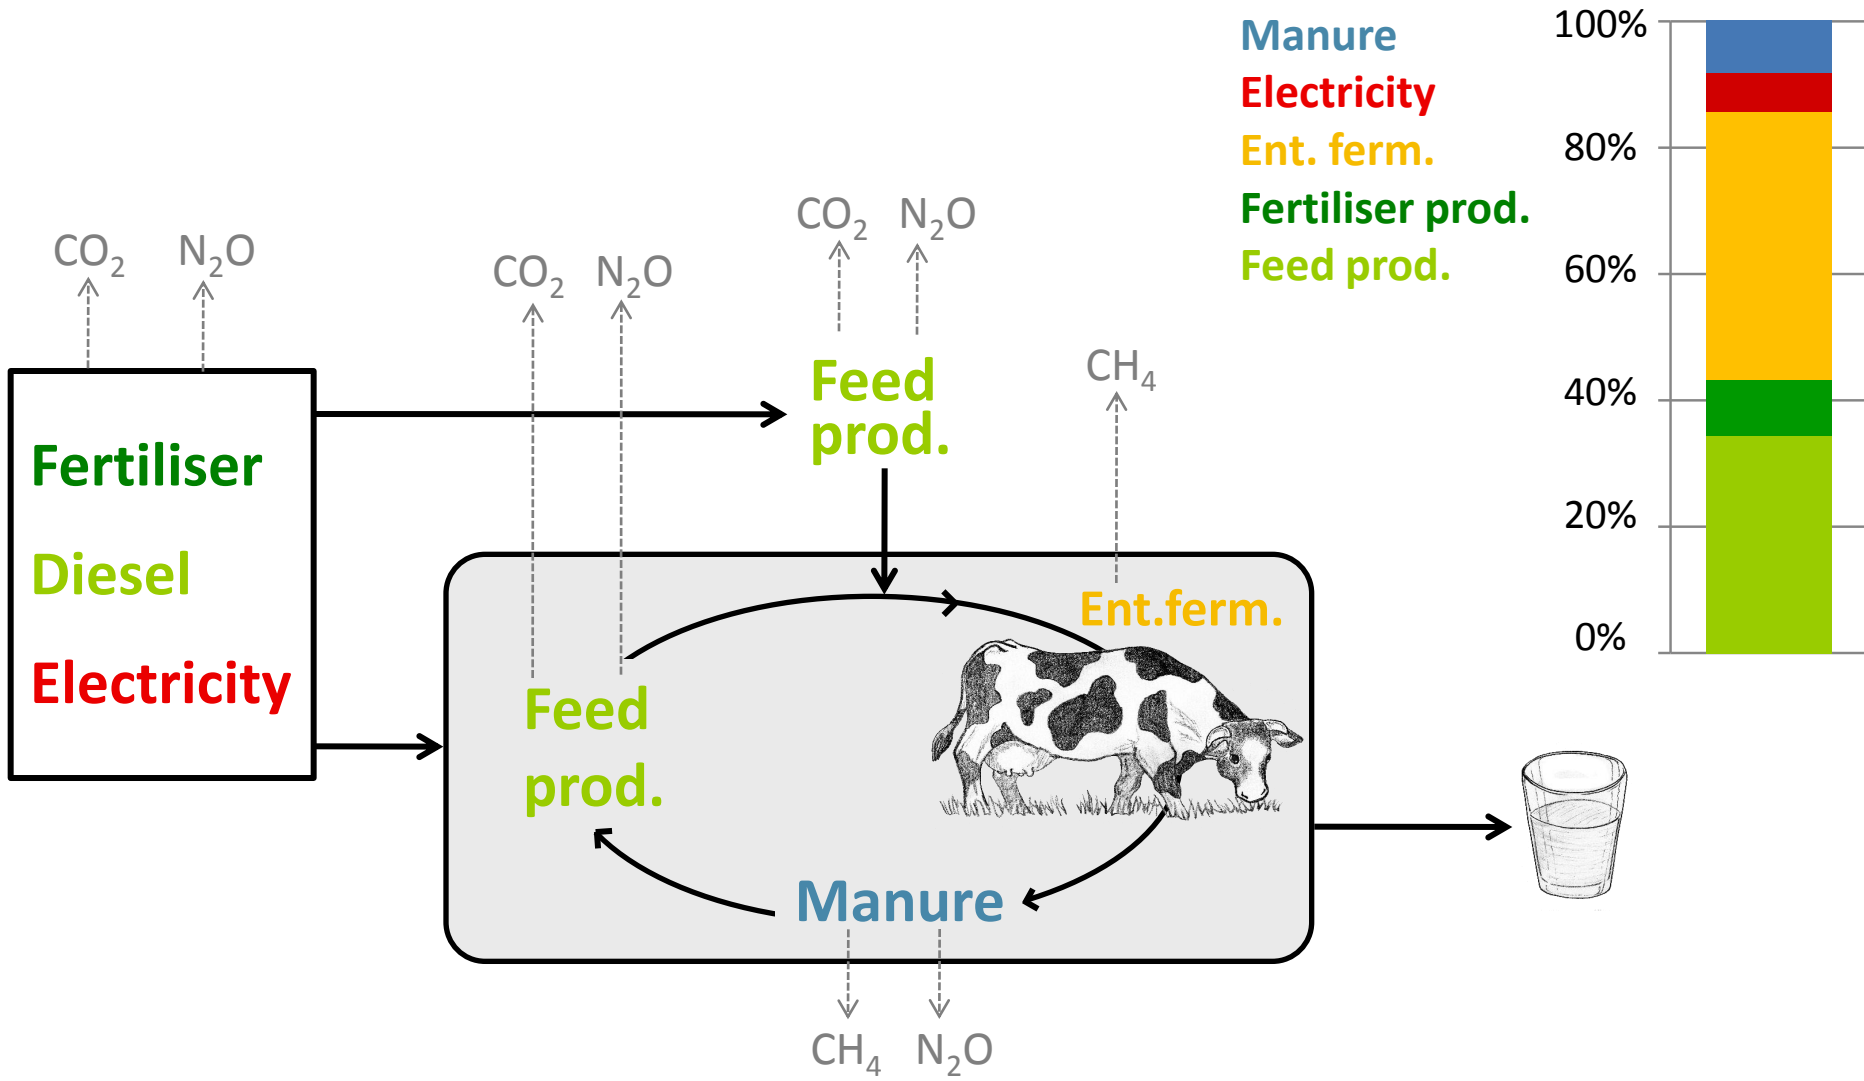 Manure
Electricity
Ent. ferm.
Fertiliser prod.
Feed prod.
100%
80%
60%
40%
20%
0%
CO₂ N₂O
CO₂ N₂O
CO₂ N₂O
CH₄
Fertiliser
Diesel
Electricity
Feed
prod.
Ent.ferm.
Feed
prod.
Manure
CH₄ N₂O